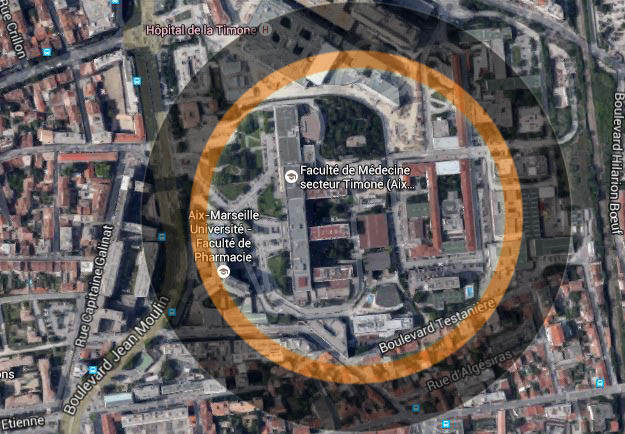 Rue Crillon
Hôpital de la Timone H
Faculté de Médecine
secteur Timone (Aix...
Aix-Marseille
Université -
Faculté de
Pharmacie
Rue Capitaine Galinat
Boulevard Jean Moulin
Boulevard Hilarion Bœuf
Boulevard Testanière
Rue d'Algésiras
ons
Etienne